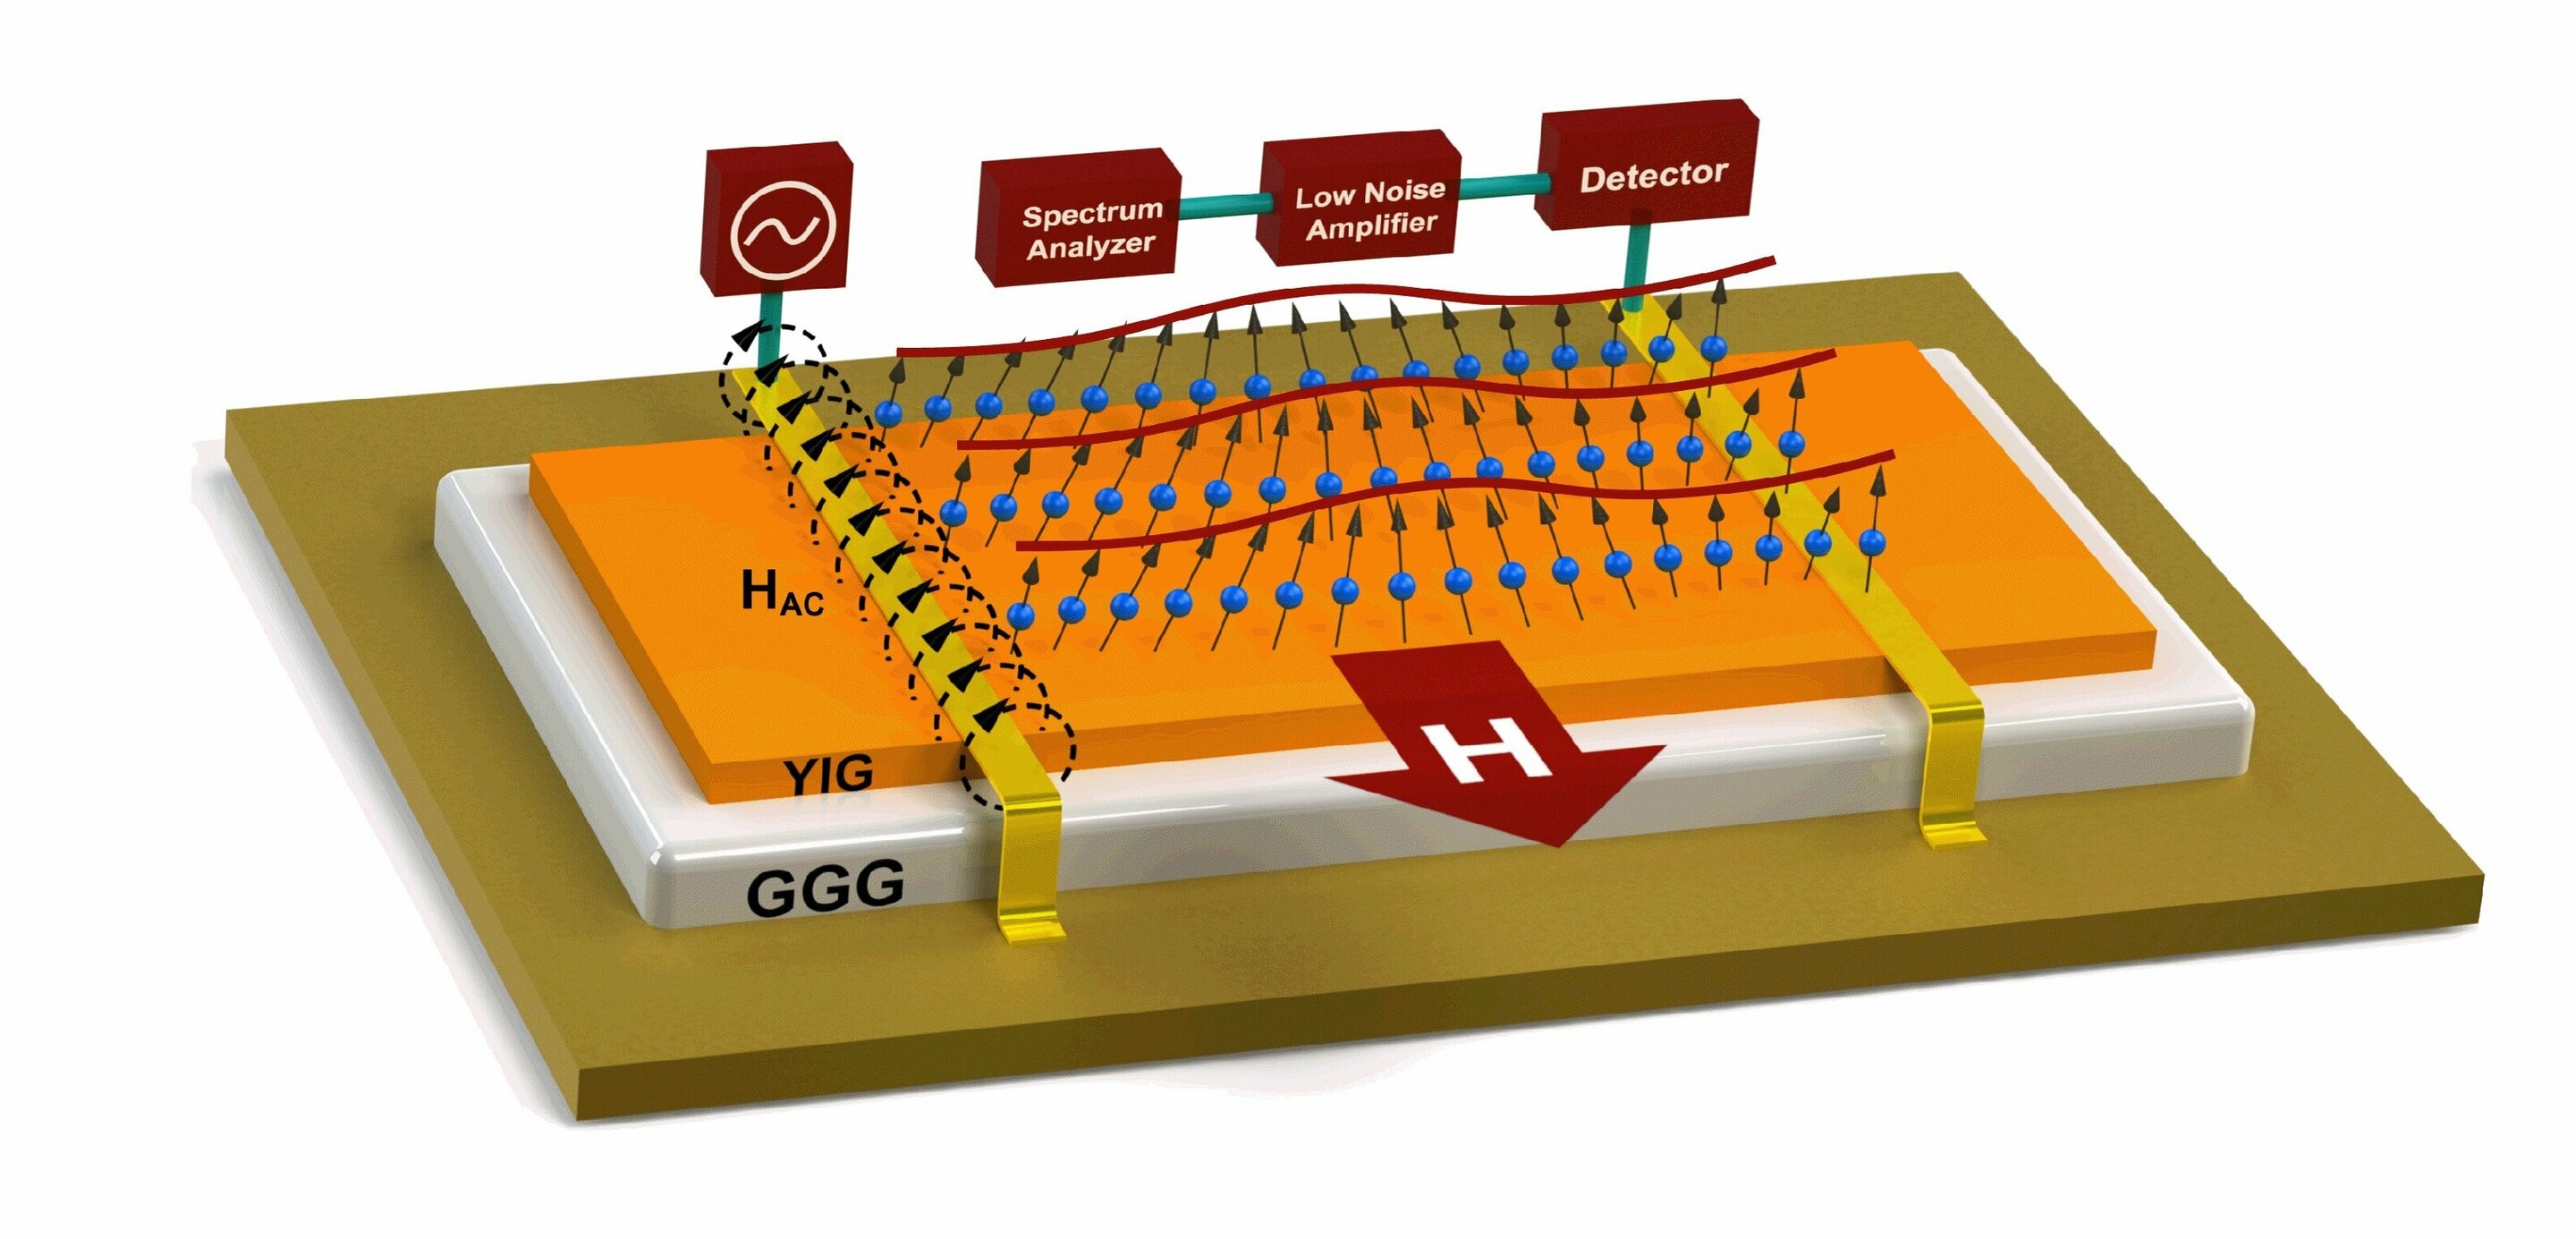 Spectrum
Analyzer
Low Noise
Amplifier
Detector
HAC
H
YIG
GGG